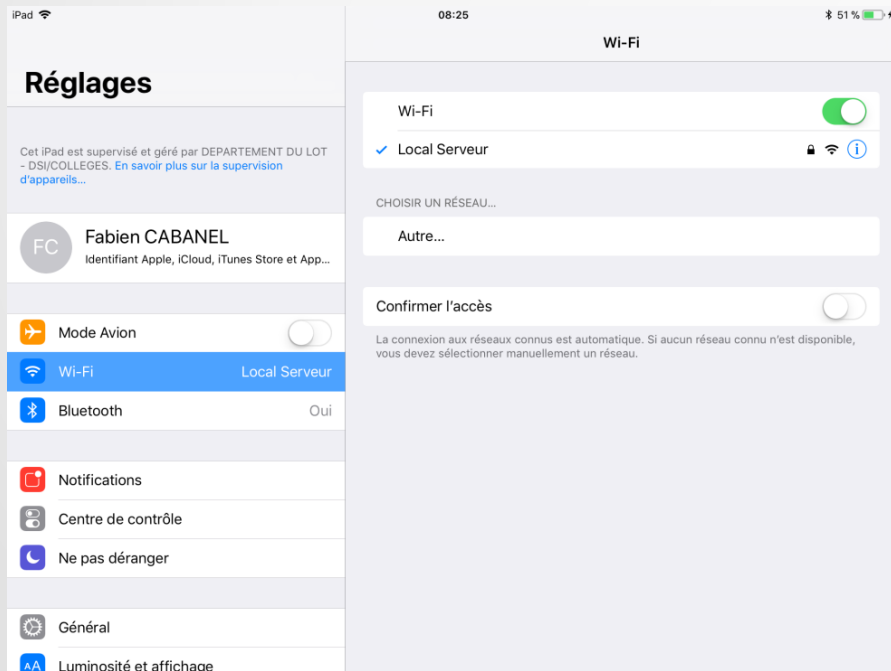 iPad
08:25
51 %
Wi-Fi
Réglages
Cet iPad est supervisé et géré par DEPARTEMENT DU LOT
- DSI/COLLEGES. En savoir plus sur la supervision
d'appareils...
FC
Fabien CABANEL
Identifiant Apple, iCloud, iTunes Store et App...
Mode Avion
Wi-Fi
Local Serveur
Bluetooth
Oui
Notifications
Centre de contrôle
Ne pas déranger
Général
AA
Luminosité et affichage
Wi-Fi
Local Serveur
CHOISIR UN RÉSEAU...
Autre...
Confirmer l'accès
La connexion aux réseaux connus est automatique. Si aucun réseau connu n'est disponible,
vous devez sélectionner manuellement un réseau.